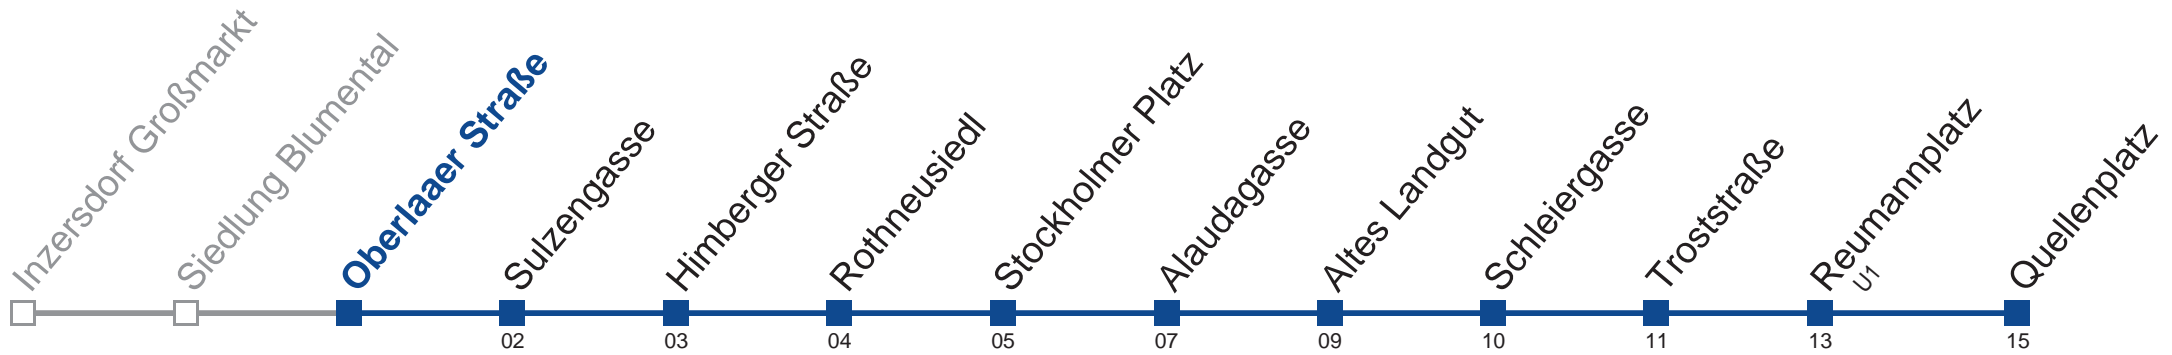 Inzersdorf Großmarkt
Siedlung Blumental
Oberlaaer Straße
Sulzengasse
Himberger Straße
Rothneusiedl
Stockholmer Platz
Alaudagasse
Altes Landgut
Schleiergasse
Troststraße
Reumannplatz
U1
Quellenplatz
02 03 04 05 07 09 10 11 13 15